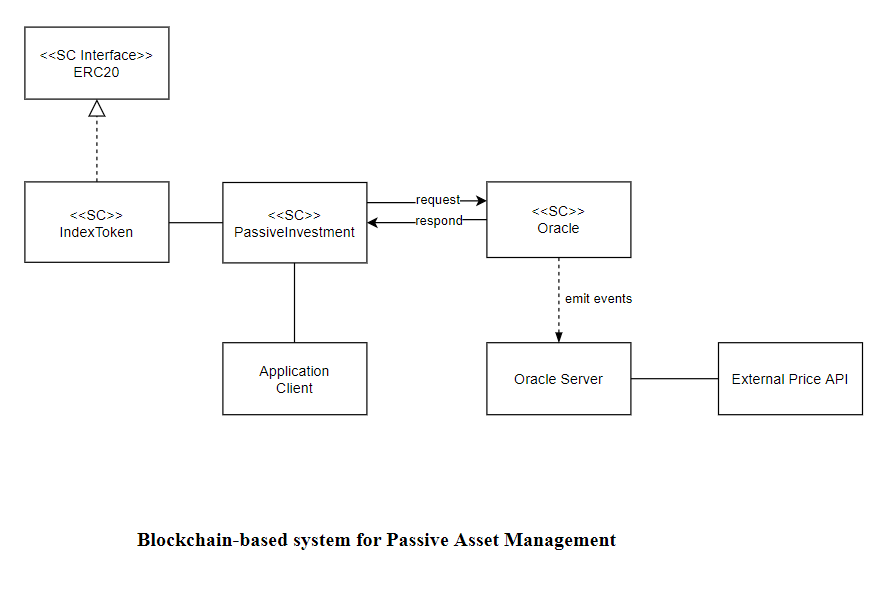 <<SC Interface>>
ERC20
<<SC>>
IndexToken
<<SC>>
PassiveInvestment
request
respond
<<SC>>
Oracle
emit events
Application
Client
Oracle Server
External Price API
Blockchain-based system for Passive Asset Management